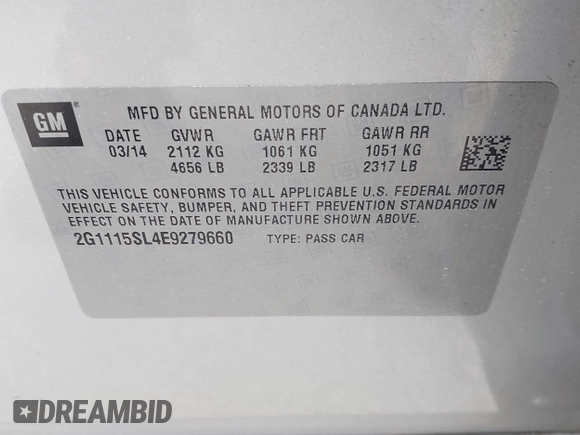 GM
MFD BY GENERAL MOTORS OF CANADA LTD.
DATE GVWR GAWR FRT GAWR RR
03/14 2112 KG 1061 KG 1051 KG
4656 LB 2339 LB 2317 LB
THIS VEHICLE CONFORMS TO ALL APPLICABLE U.S. FEDERAL MOTOR
VEHICLE SAFETY, BUMPER, AND THEFT PREVENTION STANDARDS
IN EFFECT ON THE DATE OF MANUFACTURE SHOWN ABOVE.
2G1115SL4E9279660 TYPE: PASS CAR
DREAMBID